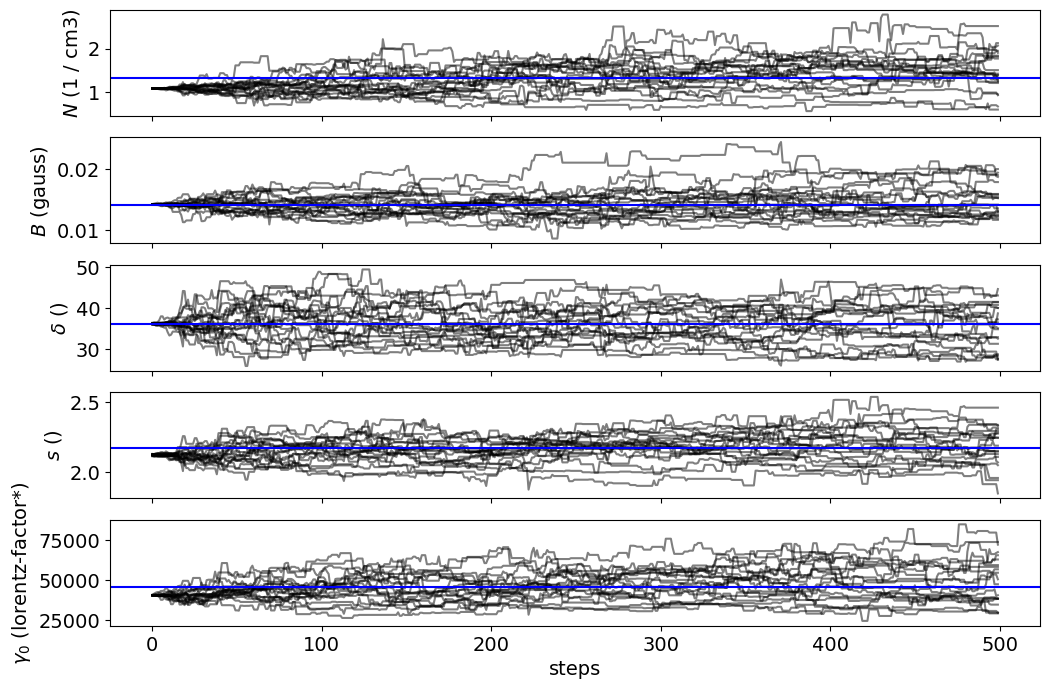 N (1 / cm3)
2
1
B (gauss)
0.02
0.01
δ ()
50
40
30
s ()
2.5
2.0
γ0 (lorentz-factor*)
75000
50000
25000
0 100 200 300 400 500
steps